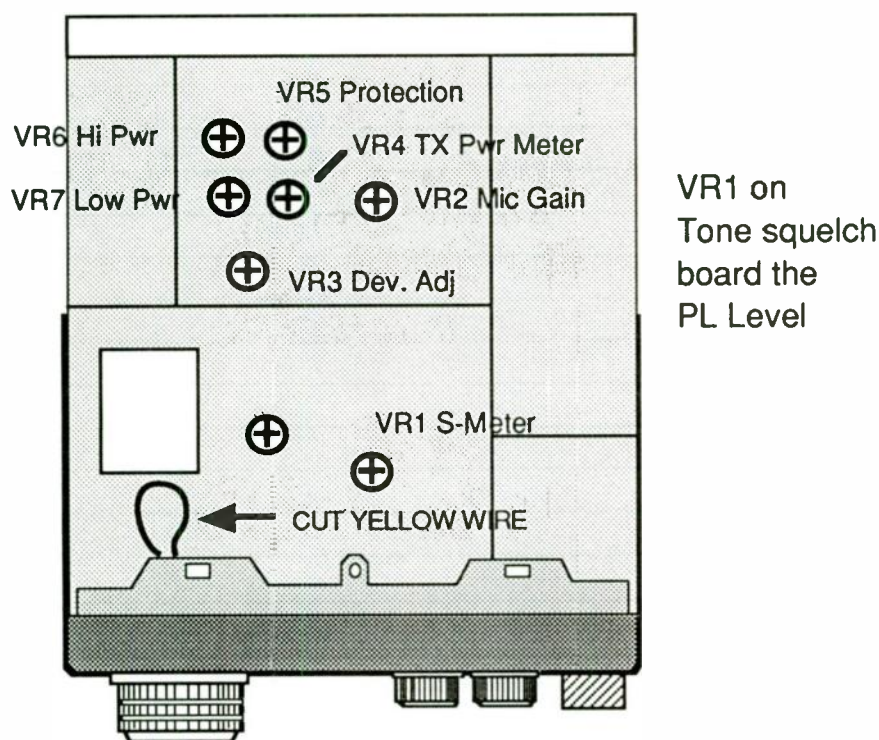 VR5 Protection
VR6 Hi Pwr
VR4 TX Pwr Meter
VR7 Low Pwr
VR2 Mic Gain
VR3 Dev. Adj
VR1 on
Tone squelch
board the
PL Level
VR1 S-Meter
CUT YELLOW WIRE